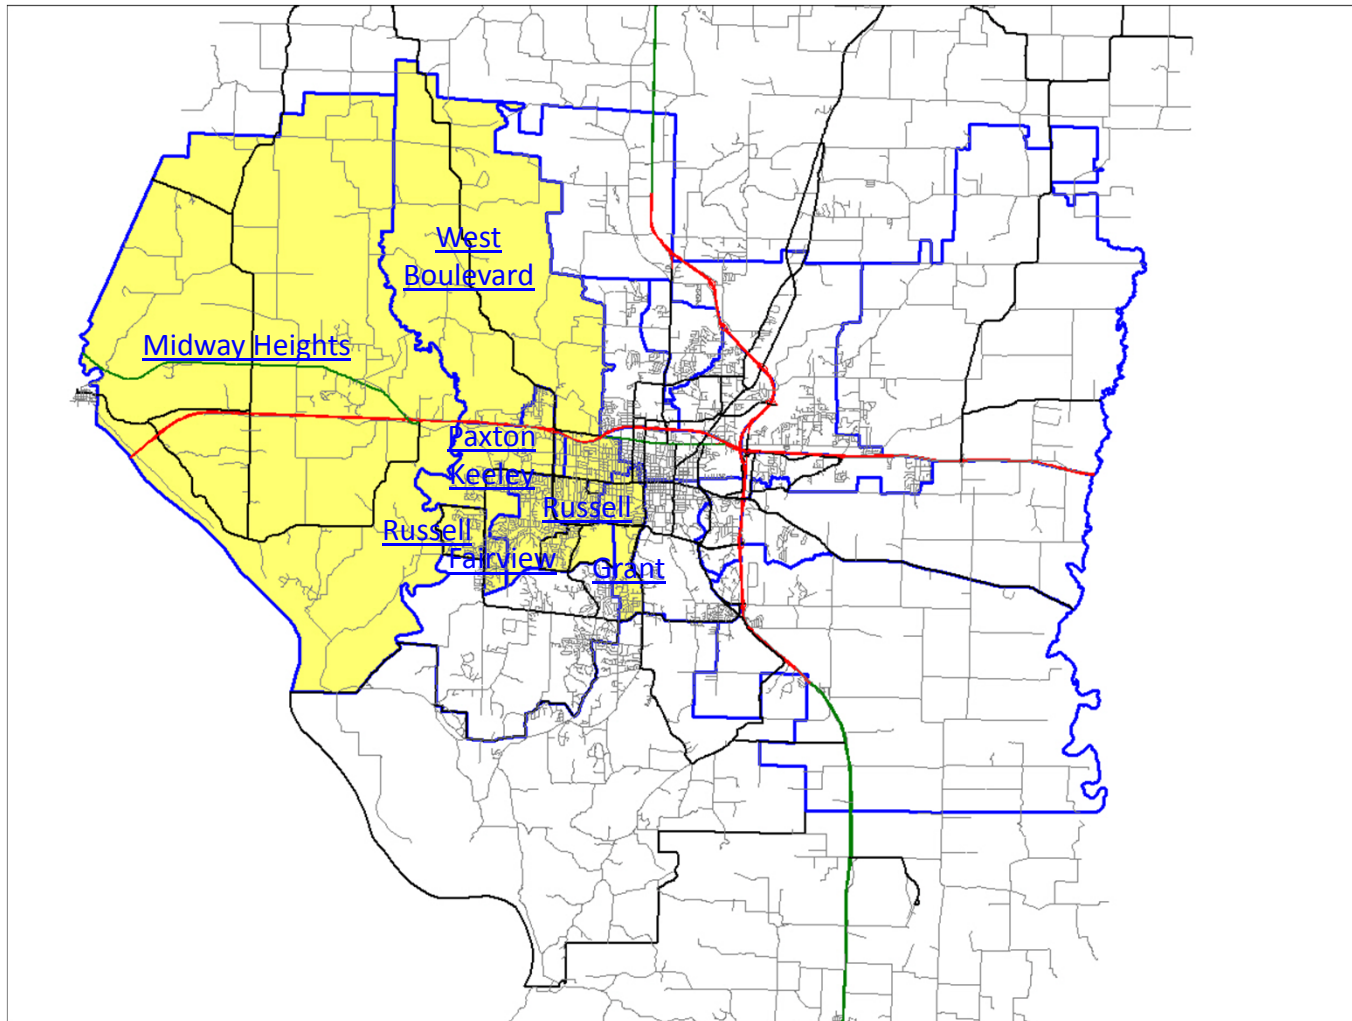 West
Boulevard
Midway Heights
Paxton
Keeley
Russell
Russell
Fairview
Grant